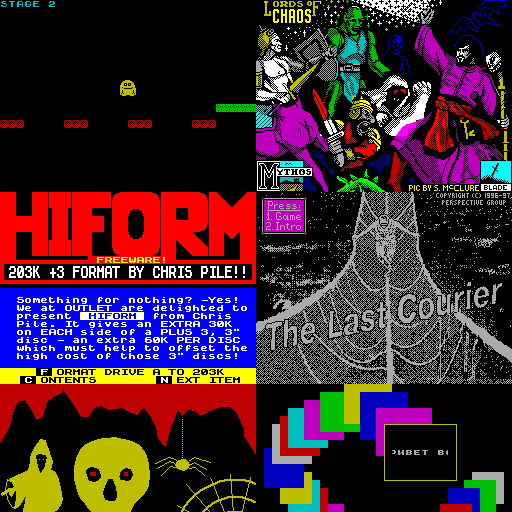 STAGE 2
LORDS OF
CHAOS
MYTHOS
PIC BY S. McCLURE
BLADE
HIFORM
FREEWARE!
203K +3 FORMAT BY CHRIS PILE!!
Something for nothing? -Yes!
We at OUTLET are delighted to
present HIFORM from Chris
Pile. It gives an EXTRA 30K
on EACH side of a PLUS 3, 3"
disc - an extra 60K PER DISC
which must help to offset the
high cost of those 3" discs!
F ORMAT DRIVE A TO 203K
C ONTENTS N EXT ITEM
COPYRIGHT (C) 1996-97
PERSPECTIVE GROUP
Press:
1.Game
2.Intro
The Last Courier
ИВЕТ В